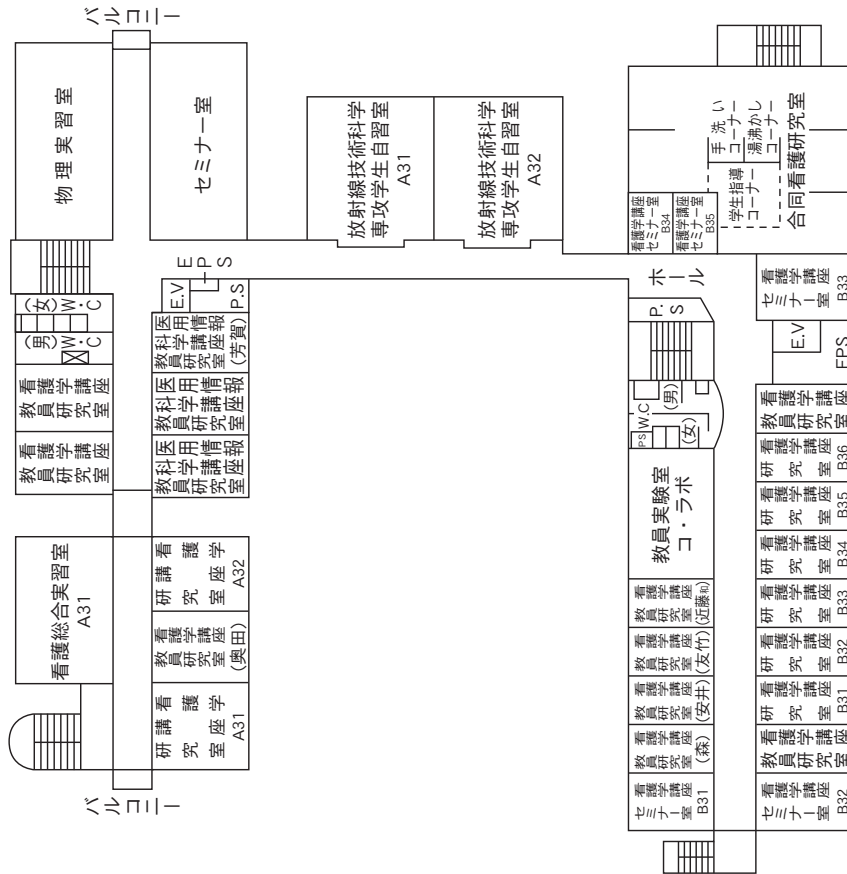 バルコニー
物理実習室
セミナー室
放射線技術科学
専攻学生自習室
A31
放射線技術科学
専攻学生自習室
A32
(女)W・C
(男)W・C
看護学講座
教員研究室
看護学講座
教員研究室
E.V
EPS
P.S
医用情報
科学講座
教員研究室
(芳賀)
医用情報
科学講座
教員研究室
医用情報
科学講座
教員研究室
看護総合実習室
A31
看護学
講座
研究室
A32
看護学講座
教員研究室
(奥田)
看護学
講座
研究室
A31
バルコニー
手洗い
コーナー
湯沸かし
コーナー
学生指導
コーナー
合同看護研究室
看護学講座
セミナー室
B34
看護学講座
セミナー室
B35
ホール
P.S
看護学講座
セミナー室
B33
E.V
EPS
W.C
(男)
(女)
PS
教員実験室
コ・ラボ
看護学講座
教員研究室
(近藤和)
看護学講座
教員研究室
(友竹)
看護学講座
教員研究室
(安井)
看護学講座
教員研究室
(森)
看護学講座
セミナー室
B31
看護学講座
教員研究室
看護学講座
研究室
B36
看護学講座
研究室
B35
看護学講座
研究室
B34
看護学講座
研究室
B33
看護学講座
研究室
B32
看護学講座
研究室
B31
看護学講座
教員研究室
看護学講座
セミナー室
B32